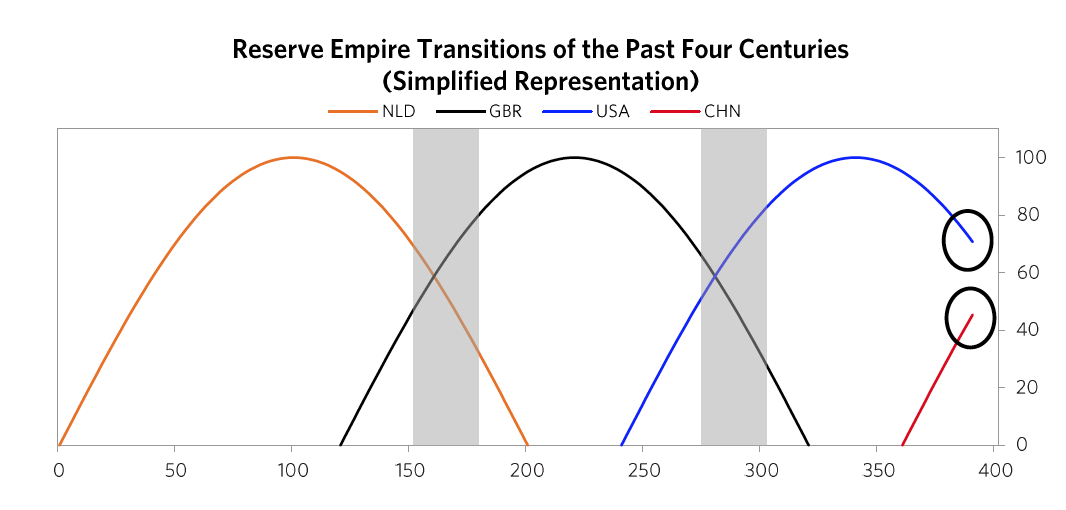 Reserve Empire Transitions of the Past Four Centuries
(Simplified Representation)
NLD GBR USA CHN
100
80
60
40
20
0
0 50 100 150 200 250 300 350 400